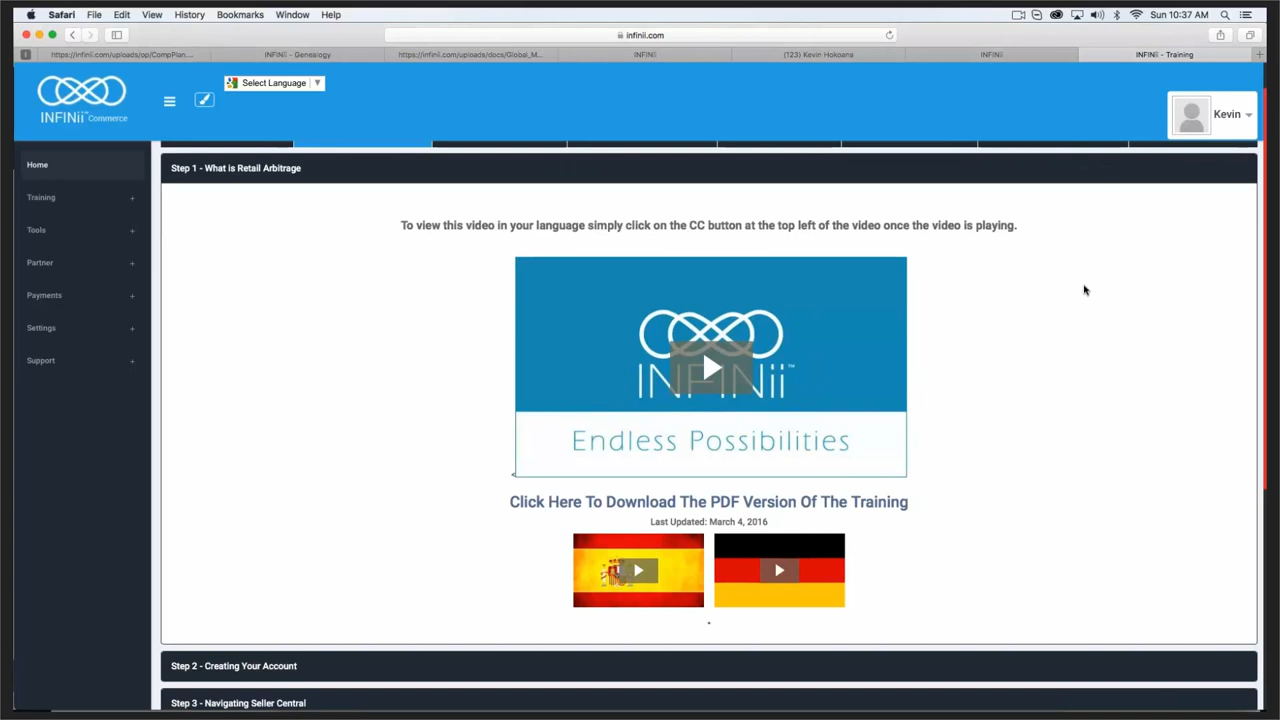 Safari File Edit View History Bookmarks Window Help
Sun 10:37 AM
infinii.com
https://infinii.com/uploads/op/CompPlan....
INFINii - Genealogy
https://infinii.com/uploads/docs/Global_M...
INFINii
(123) Kevin Hokoana
INFINii
INFINii - Training
INFINii™ Commerce
Select Language
Kevin
Home
Training +
Tools +
Partner +
Payments +
Settings +
Support +
Step 1 - What is Retail Arbitrage
To view this video in your language simply click on the CC button at the top left of the video once the video is playing.
INFINii™
Endless Possibilities
<
Click Here To Download The PDF Version Of The Training
Last Updated: March 4, 2016
Step 2 - Creating Your Account
Step 3 - Navigating Seller Central